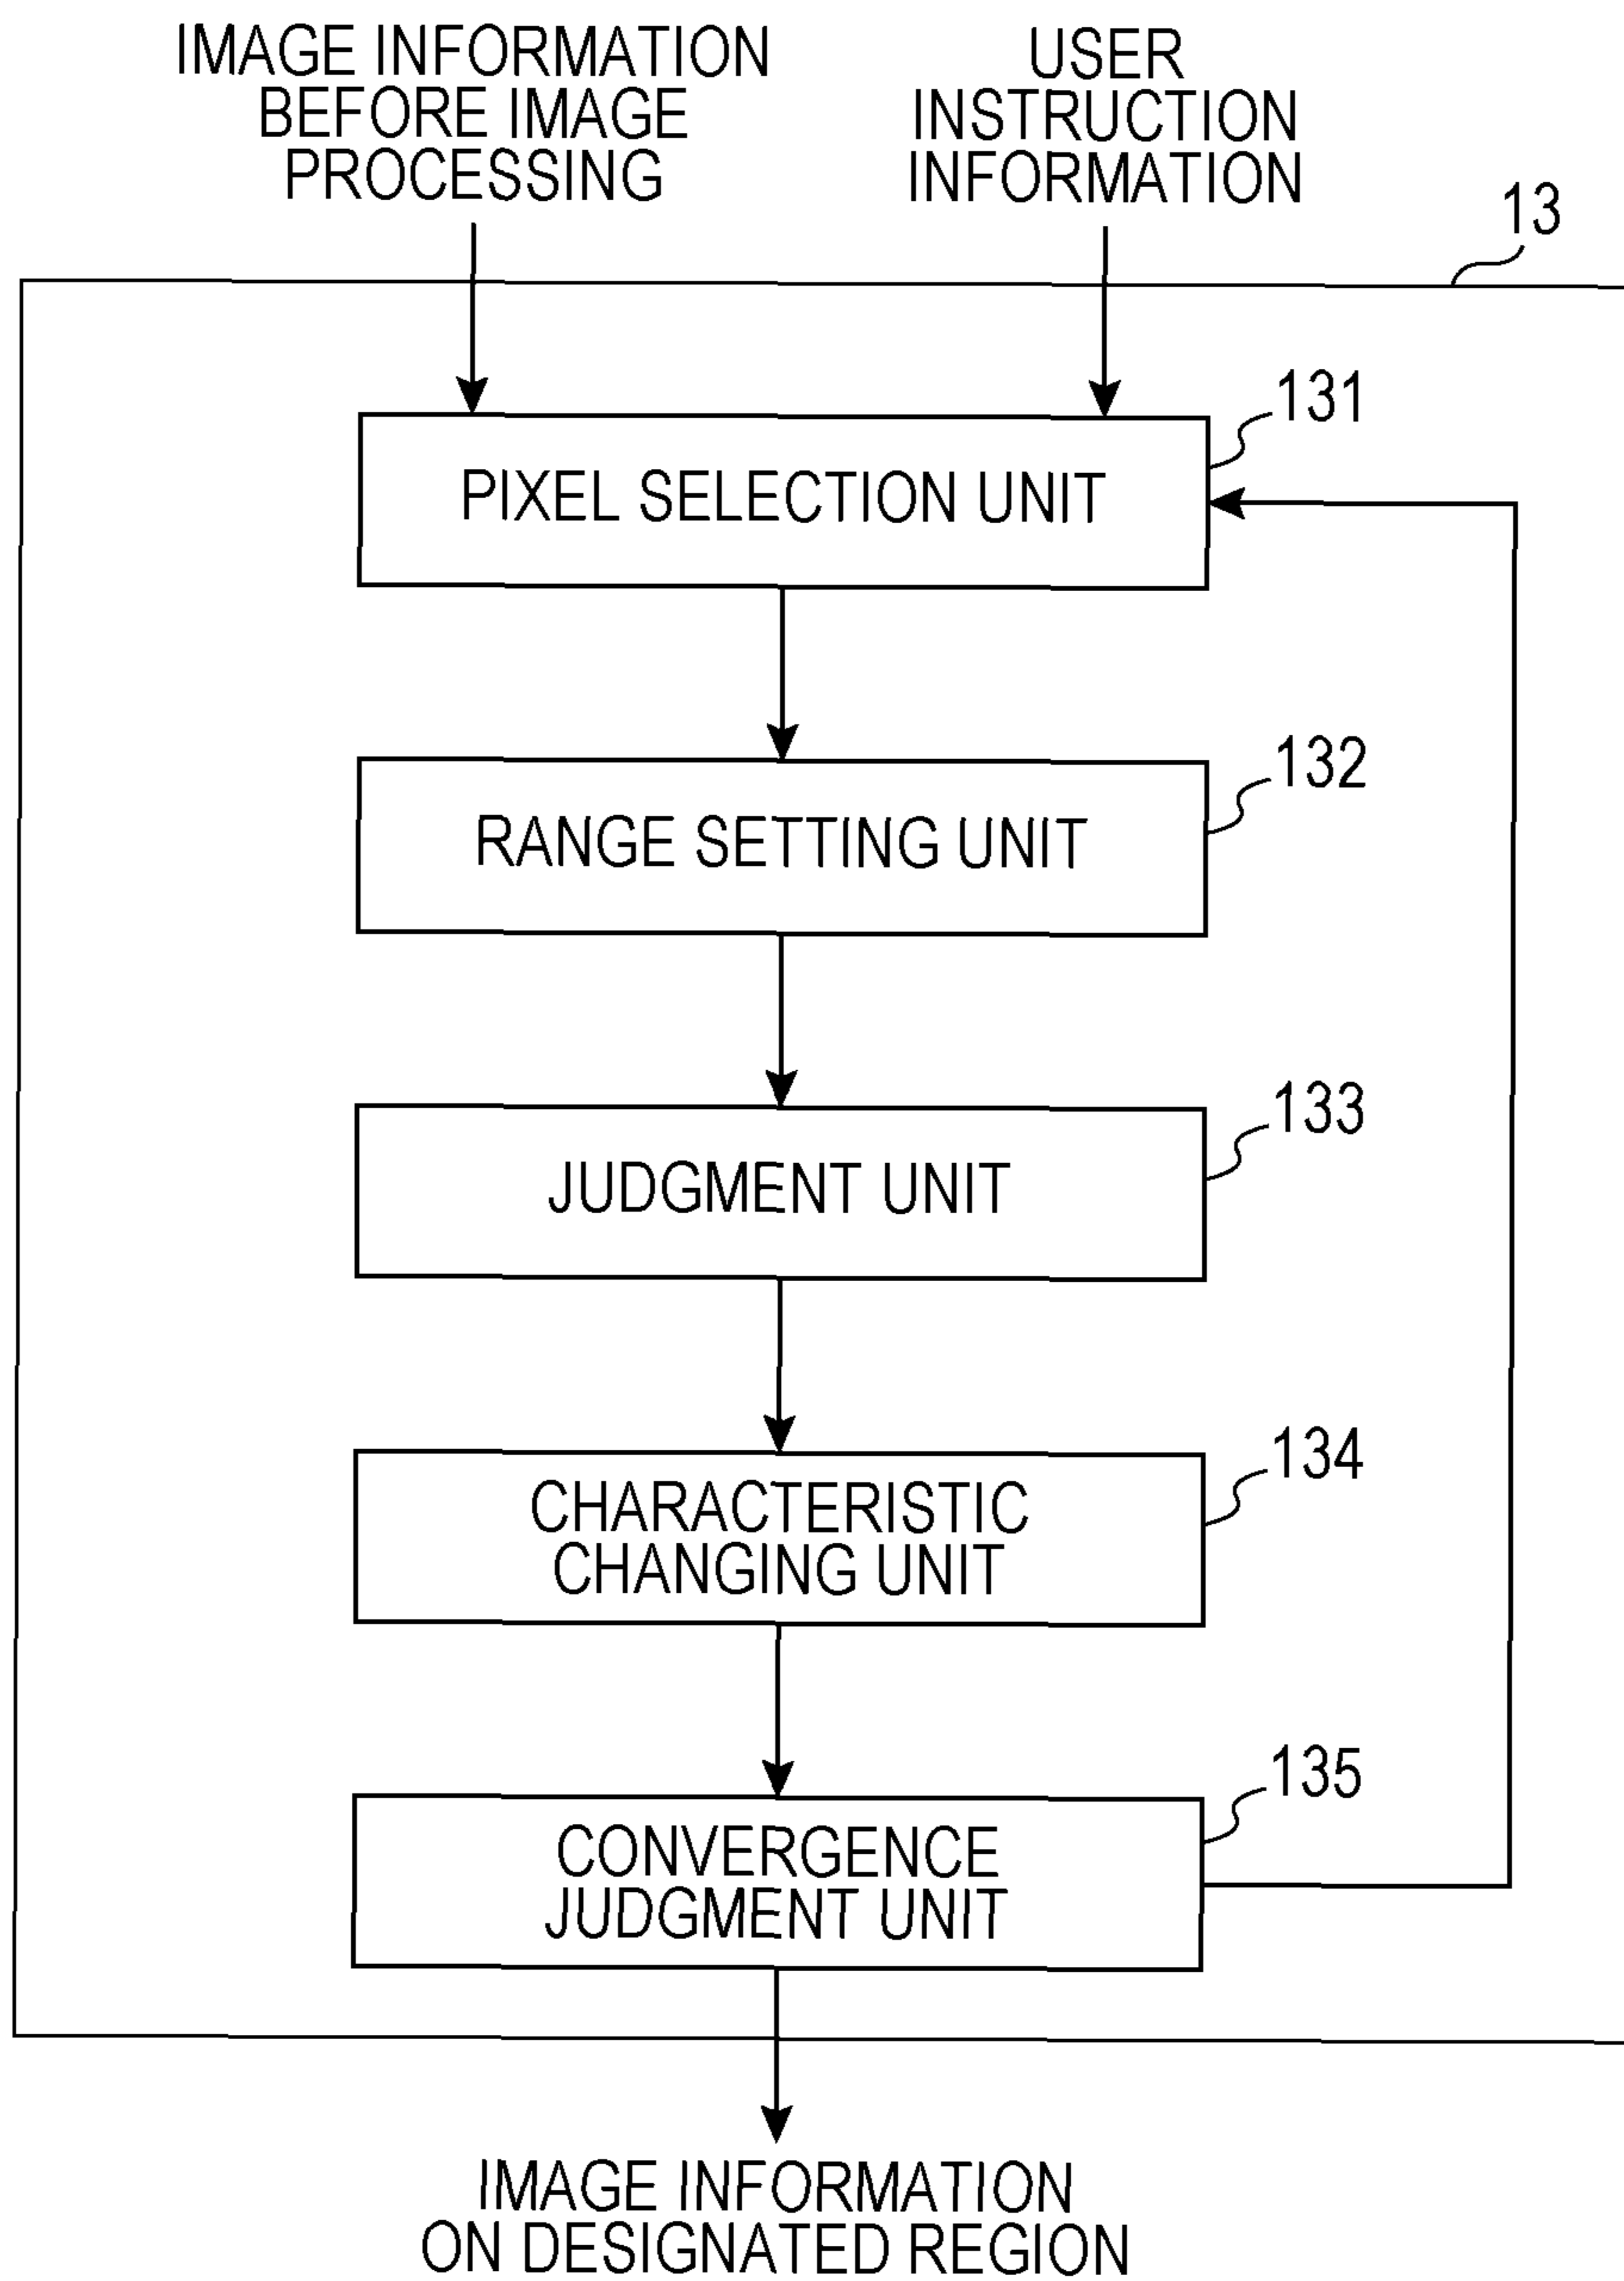 IMAGE INFORMATION
BEFORE IMAGE
PROCESSING
USER
INSTRUCTION
INFORMATION
13
131
PIXEL SELECTION UNIT
132
RANGE SETTING UNIT
133
JUDGMENT UNIT
134
CHARACTERISTIC
CHANGING UNIT
135
CONVERGENCE
JUDGMENT UNIT
IMAGE INFORMATION
ON DESIGNATED REGION